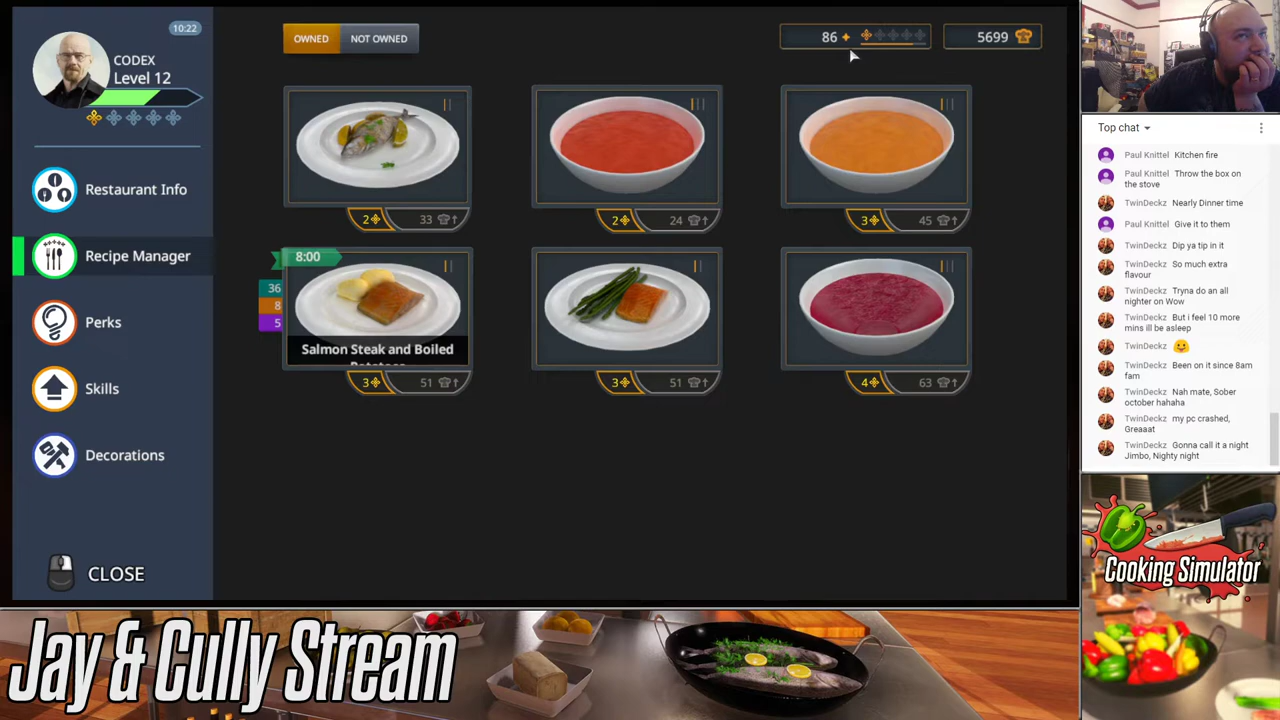 10:22
CODEX
Level 12
Restaurant Info
Recipe Manager
Perks
Skills
Decorations
CLOSE
OWNED
NOT OWNED
86
5699
2
33
2
24
3
45
8:00
36
8
5
Salmon Steak and Boiled
3
51
3
51
4
63
Top chat
Paul Knittel Kitchen fire
Paul Knittel Throw the box on
the stove
TwinDeckz Nearly Dinner time
Paul Knittel Give it to them
TwinDeckz Dip ya tip in it
TwinDeckz So much extra
flavour
TwinDeckz Tryna do an all
nighter on Wow
TwinDeckz But i feel 10 more
mins ill be asleep
TwinDeckz
TwinDeckz Been on it since 8am
fam
TwinDeckz Nah mate, Sober
october hahaha
TwinDeckz my pc crashed,
Greaaat
TwinDeckz Gonna call it a night
Jimbo, Nighty night
Cooking Simulator
Jay & Cully Stream